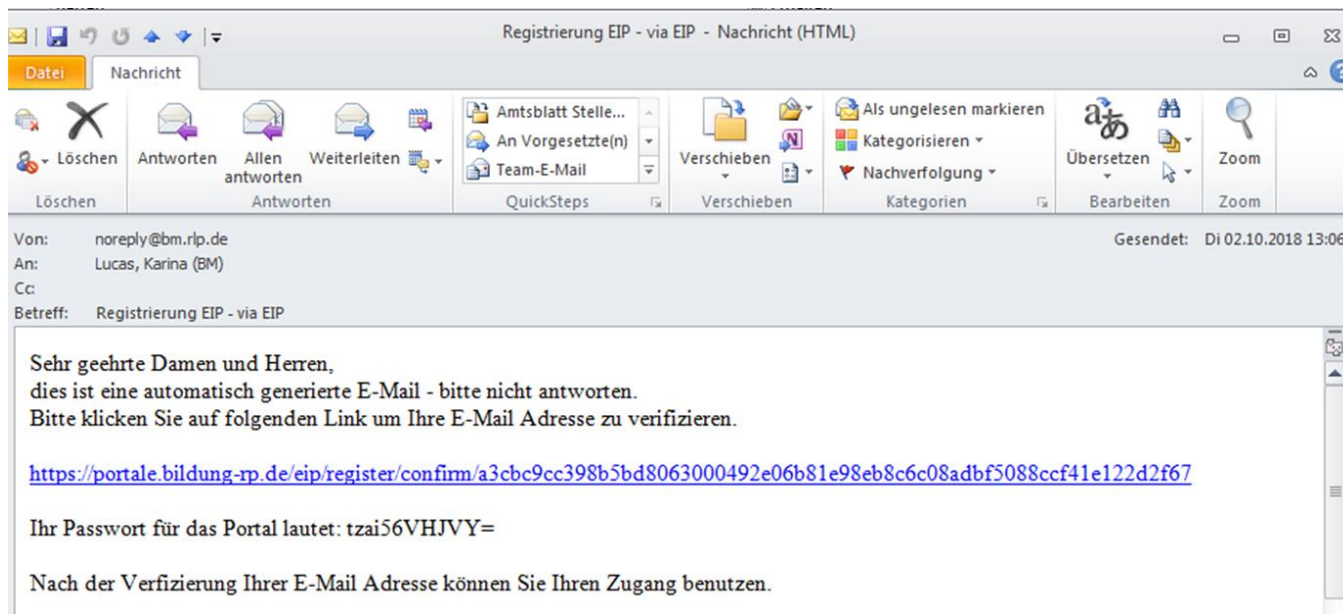 Registrierung EIP - via EIP - Nachricht (HTML)
Datei Nachricht
Löschen
Antworten
Allen antworten
Weiterleiten
Amtsblatt Stelle...
An Vorgesetzte(n)
Team-E-Mail
Verschieben
Als ungelesen markieren
Kategorisieren
Nachverfolgung
Übersetzen
Zoom
Löschen Antworten QuickSteps Verschieben Kategorien Bearbeiten Zoom
Von: noreply@bm.rlp.de Gesendet: Di 02.10.2018 13:06
An: Lucas, Karina (BM)
Cc:
Betreff: Registrierung EIP - via EIP
Sehr geehrte Damen und Herren,
dies ist eine automatisch generierte E-Mail - bitte nicht antworten.
Bitte klicken Sie auf folgenden Link um Ihre E-Mail Adresse zu verifizieren.
https://portale.bildung-rp.de/eip/register/confirm/a3cbc9cc398b5bd8063000492e06b81e98eb8c6c08adbf5088ccf41e122d2f67
Ihr Passwort für das Portal lautet: tzai56VHJVY=
Nach der Verfizierung Ihrer E-Mail Adresse können Sie Ihren Zugang benutzen.